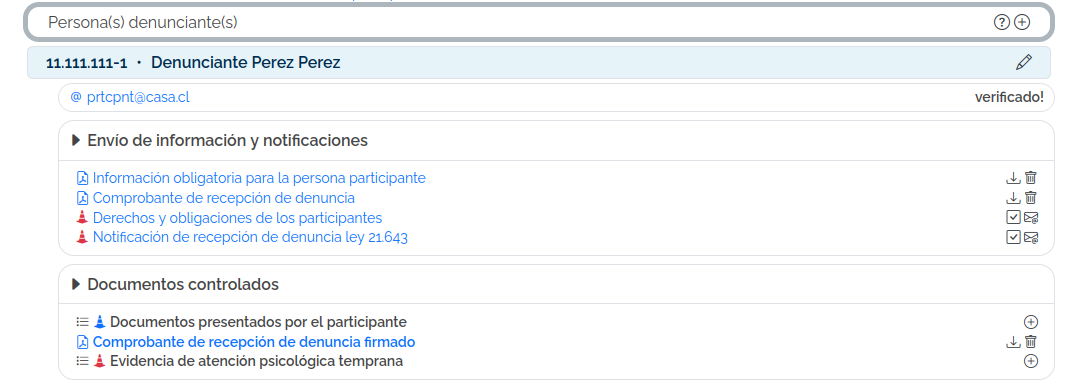 Persona(s) denunciante(s)
11.111.111-1 • Denunciante Perez Perez
@ prtcpnt@casa.cl verificado!
Envío de información y notificaciones
Información obligatoria para la persona participante
Comprobante de recepción de denuncia
Derechos y obligaciones de los participantes
Notificación de recepción de denuncia ley 21.643
Documentos controlados
Documentos presentados por el participante
Comprobante de recepción de denuncia firmado
Evidencia de atención psicológica temprana